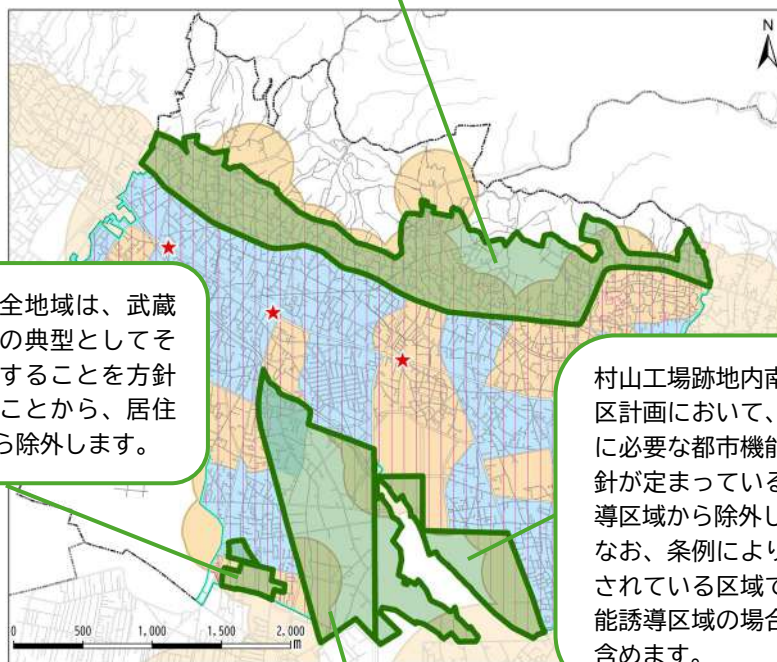 N
全地域は、武蔵
の典型としてそ
することを方針
ことから、居住
ら除外します。
村山工場跡地内南
区計画において、
に必要な都市機能
針が定まっている
導区域から除外し
なお、条例により
されている区域で
能誘導区域の場合
含めます。
0 500 1,000 1,500 2,000
m